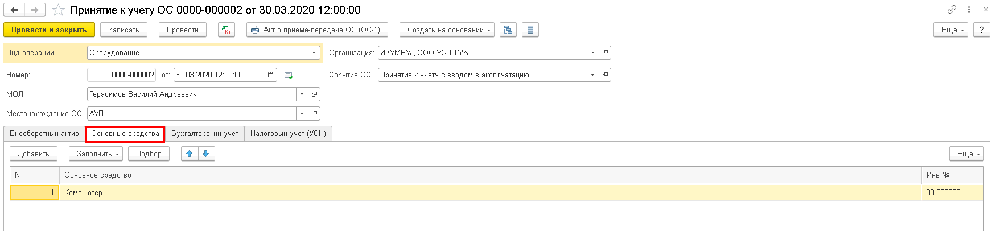 Принятие к учету ОС 0000-000002 от 30.03.2020 12:00:00
Провести и закрыть Записать Провести Дт Кт Акт о приеме-передаче ОС (ОС-1) Создать на основании Еще ?
Вид операции: Оборудование Организация: ИЗУМРУД ООО УСН 15%
Номер: 0000-000002 от: 30.03.2020 12:00:00 Событие ОС: Принятие к учету с вводом в эксплуатацию
МОЛ: Герасимов Василий Андреевич
Местонахождение ОС: АУП
Внеоборотный актив Основные средства Бухгалтерский учет Налоговый учет (УСН)
Добавить Заполнить Подбор Еще
N Основное средство Инв №
1 Компьютер 00-000008